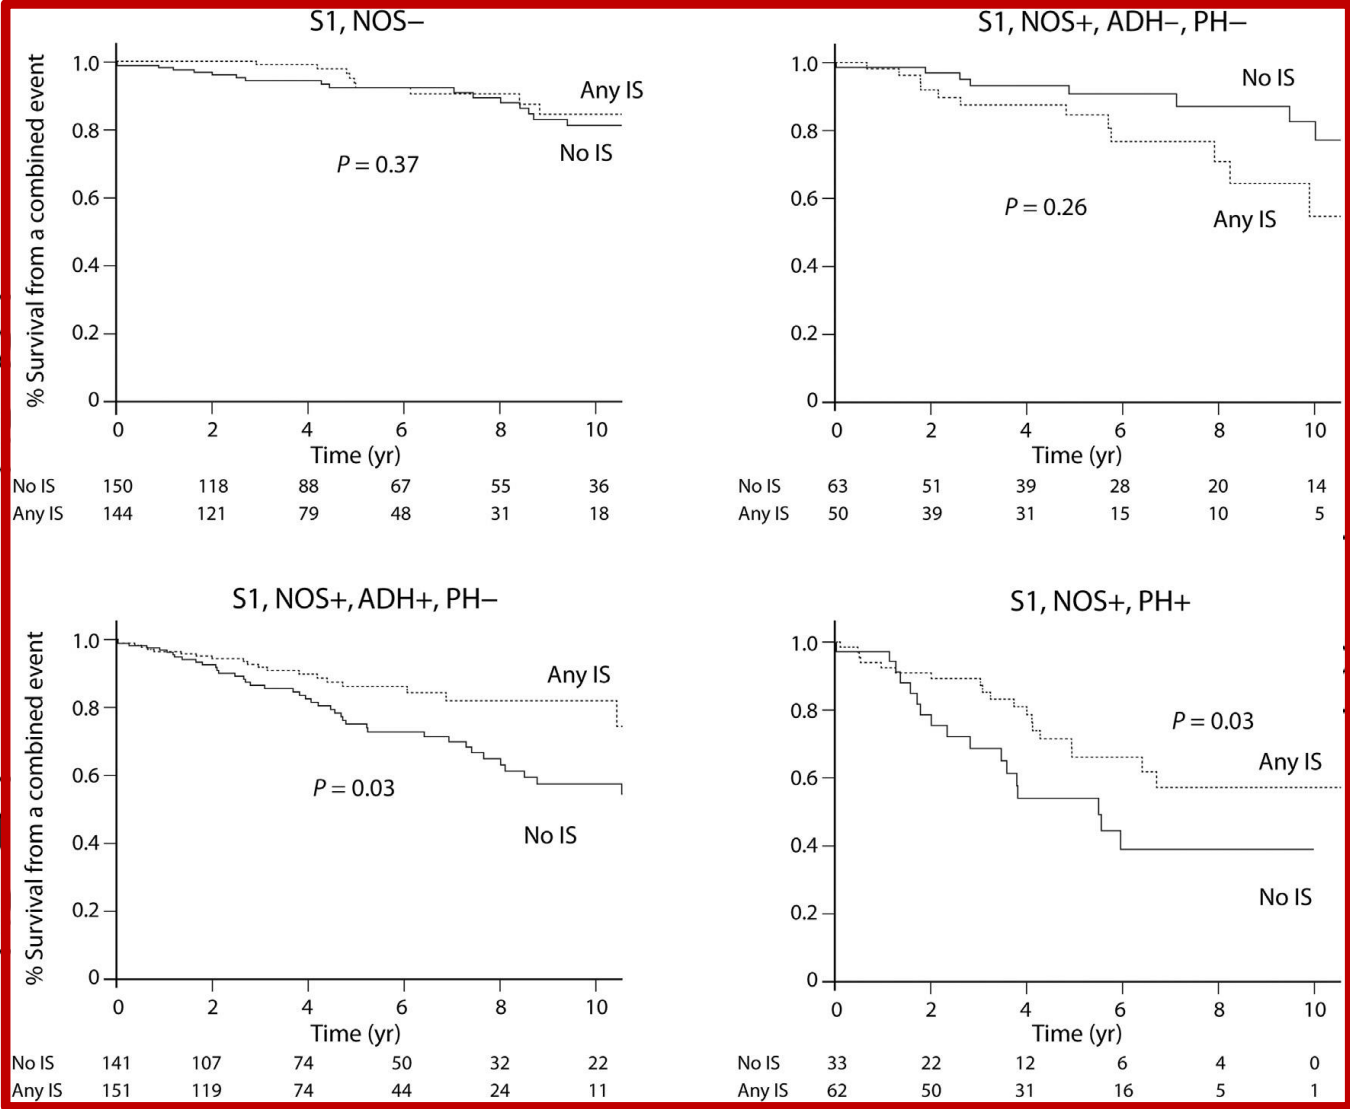 S1, NOS−
% Survival from a combined event
1.0
0.8
0.6
0.4
0.2
0
Any IS
No IS
P = 0.37
0 2 4 6 8 10
Time (yr)
No IS 150 118 88 67 55 36
Any IS 144 121 79 48 31 18
S1, NOS+, ADH−, PH−
1.0
0.8
0.6
0.4
0.2
0
No IS
P = 0.26
Any IS
0 2 4 6 8 10
Time (yr)
No IS 63 51 39 28 20 14
Any IS 50 39 31 15 10 5
S1, NOS+, ADH+, PH−
% Survival from a combined event
1.0
0.8
0.6
0.4
0.2
0
Any IS
P = 0.03
No IS
0 2 4 6 8 10
Time (yr)
No IS 141 107 74 50 32 22
Any IS 151 119 74 44 24 11
S1, NOS+, PH+
1.0
0.8
0.6
0.4
0.2
0
P = 0.03
Any IS
No IS
0 2 4 6 8 10
Time (yr)
No IS 33 22 12 6 4 0
Any IS 62 50 31 16 5 1